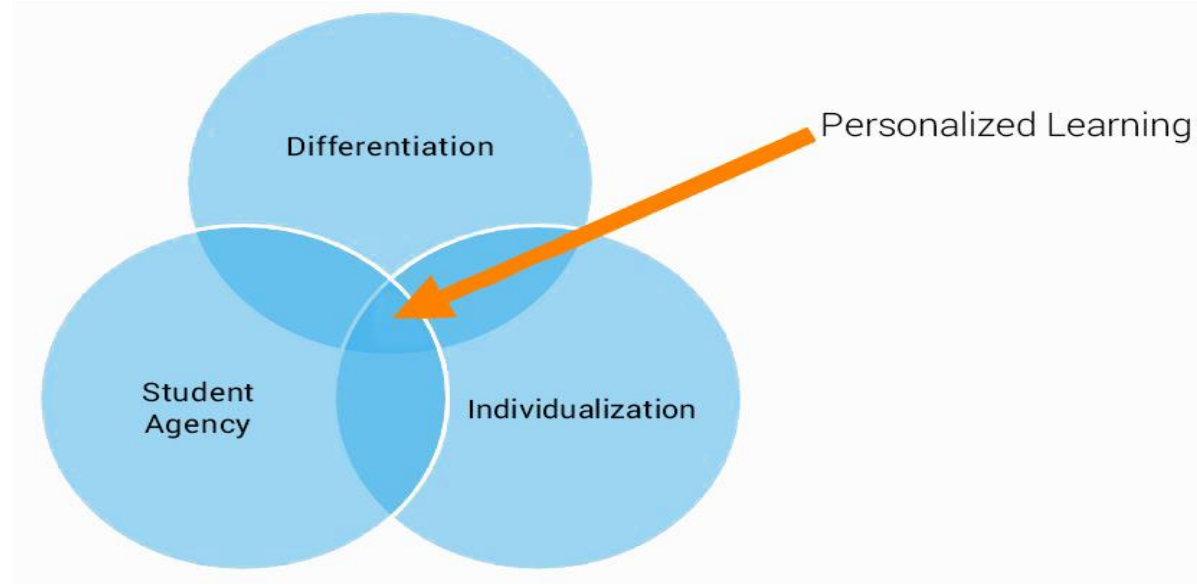 Personalized Learning
Differentiation
Student
Agency
Individualization